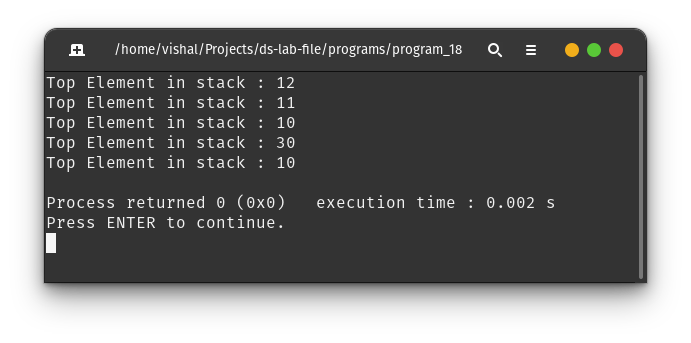 /home/vishal/Projects/ds-lab-file/programs/program_18
Top Element in stack : 12
Top Element in stack : 11
Top Element in stack : 10
Top Element in stack : 30
Top Element in stack : 10
Process returned 0 (0x0)   execution time : 0.002 s
Press ENTER to continue.